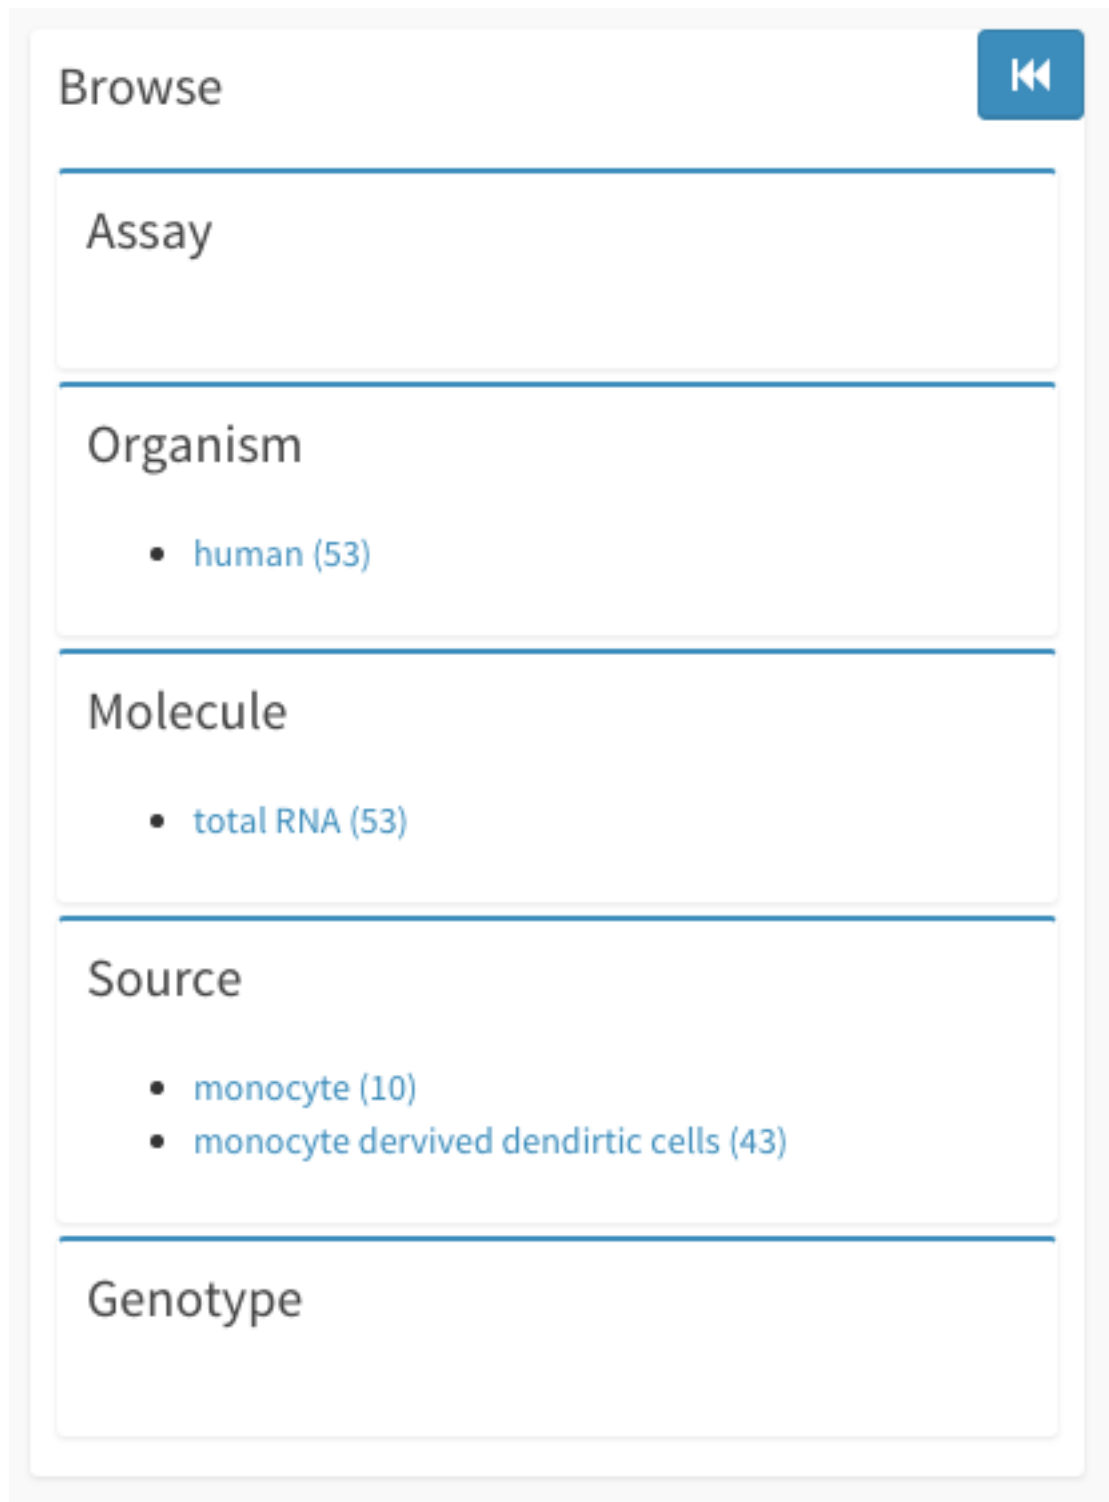 Browse
Assay
Organism
human (53)
Molecule
total RNA (53)
Source
monocyte (10)
monocyte dervived dendirtic cells (43)
Genotype